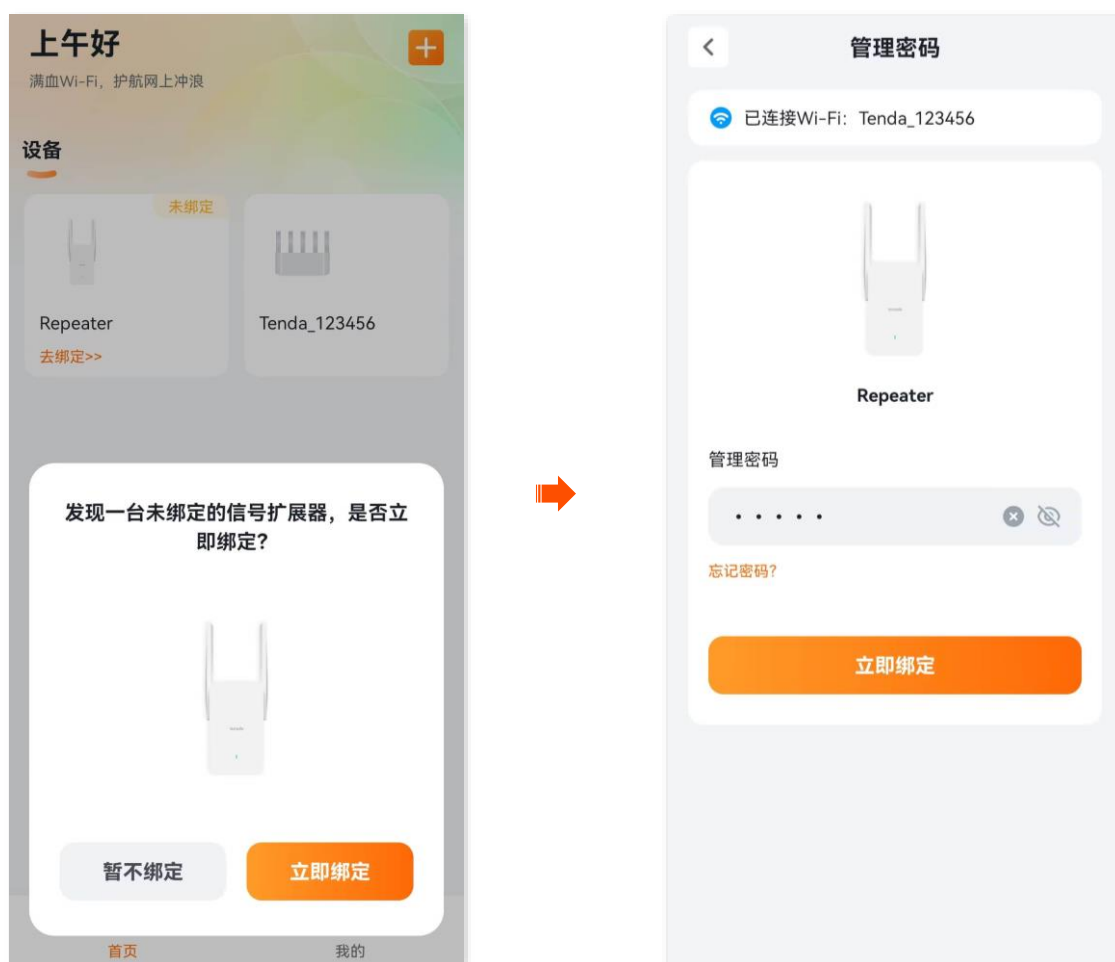 上午好
满血Wi-Fi，护航网上冲浪
设备
未绑定
Repeater
去绑定>>
Tenda_123456
发现一台未绑定的信号扩展器，是否立
即绑定？
暂不绑定
立即绑定
首页
我的
管理密码
已连接Wi-Fi：Tenda_123456
Repeater
管理密码
忘记密码？
立即绑定